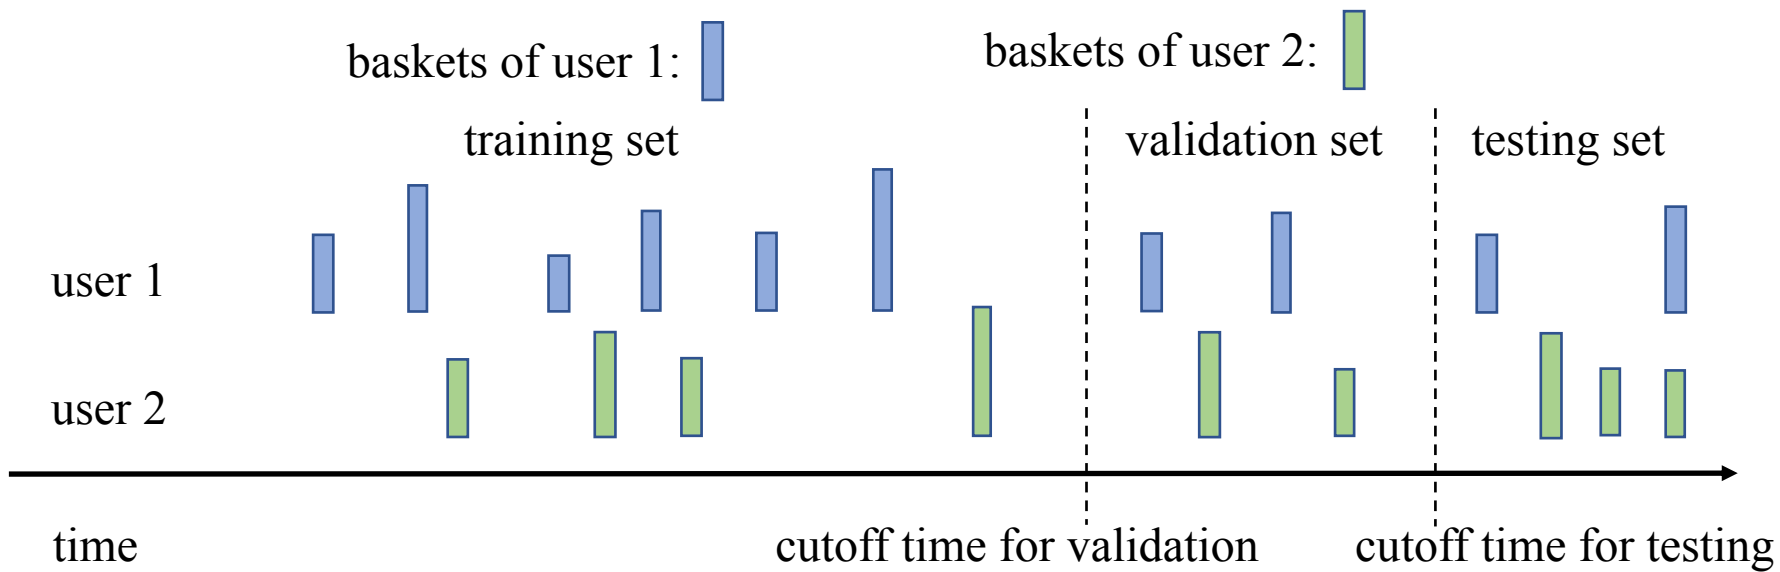 baskets of user 1:
baskets of user 2:
training set
validation set
testing set
user 1
user 2
time
cutoff time for validation
cutoff time for testing